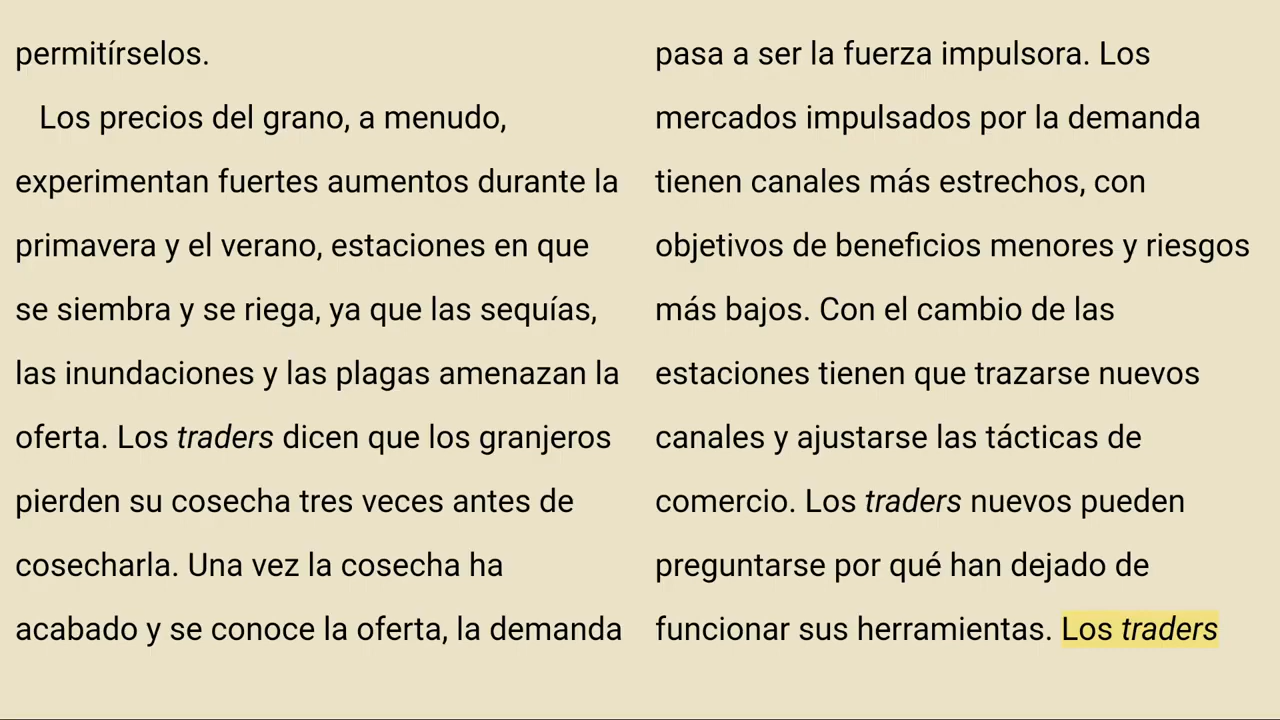 permitírselos.
Los precios del grano, a menudo,
experimentan fuertes aumentos durante la
primavera y el verano, estaciones en que
se siembra y se riega, ya que las sequías,
las inundaciones y las plagas amenazan la
oferta. Los traders dicen que los granjeros
pierden su cosecha tres veces antes de
cosecharla. Una vez la cosecha ha
acabado y se conoce la oferta, la demanda
pasa a ser la fuerza impulsora. Los
mercados impulsados por la demanda
tienen canales más estrechos, con
objetivos de beneficios menores y riesgos
más bajos. Con el cambio de las
estaciones tienen que trazarse nuevos
canales y ajustarse las tácticas de
comercio. Los traders nuevos pueden
preguntarse por qué han dejado de
funcionar sus herramientas. Los traders